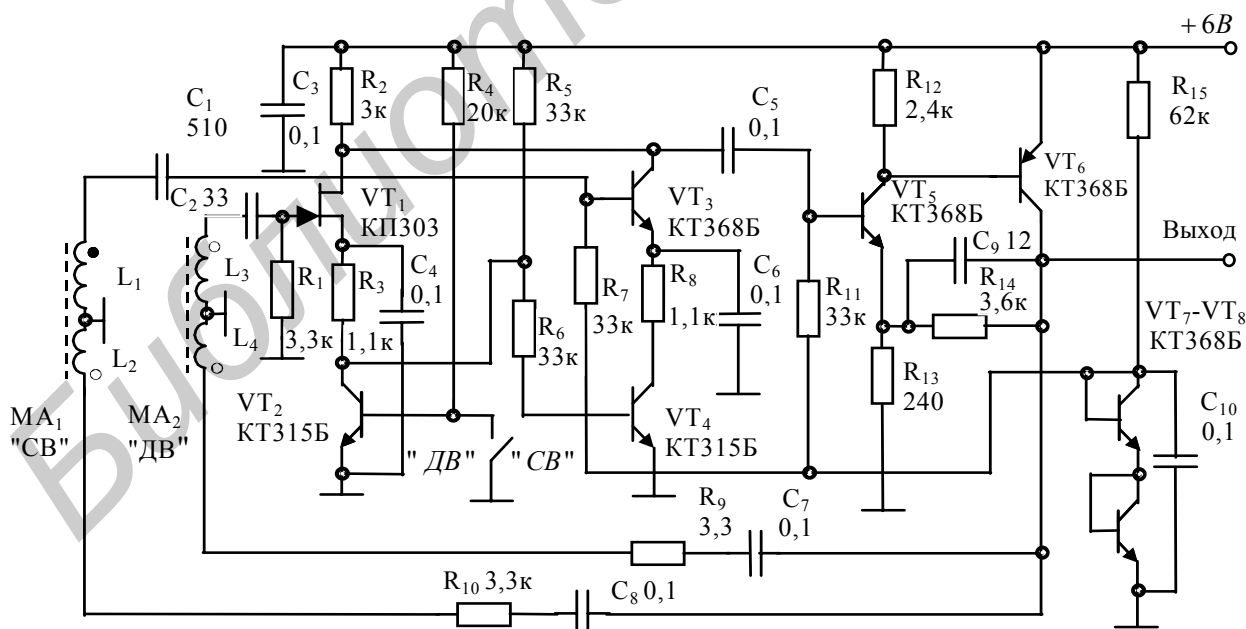 + 6В
C₁
510
C₃
0,1
R₂
3к
R₄
20к
R₅
33к
C₅
0,1
R₁₂
2,4к
R₁₅
62к
C₂ 33
VT₁
КП303
VT₃
КТ368Б
VT₅
КТ368Б
VT₆
КТ368Б
Выход
C₉ 12
R₁₄
3,6к
L₁
L₂
L₃
L₄
R₁
3,3к
R₃
1,1к
C₄
0,1
R₆
33к
R₇
33к
R₈
1,1к
C₆
0,1
R₁₁
33к
R₁₃
240
VT₇-VT₈
КТ368Б
C₁₀
0,1
MA₁
"СВ"
MA₂
"ДВ"
VT₂
КТ315Б
"ДВ"
"СВ"
VT₄
КТ315Б
R₉
3,3
C₇
0,1
R₁₀ 3,3к
C₈ 0,1
Библиоте